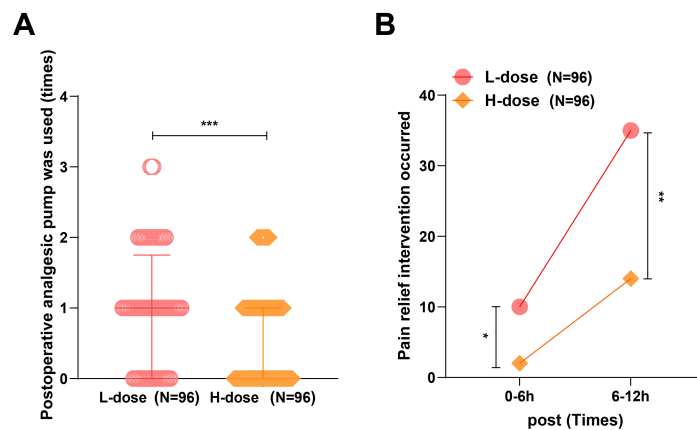 A
Postoperative analgesic pump was used (times)
4
3
2
1
0
***
L-dose (N=96)
H-dose (N=96)
B
L-dose (N=96)
H-dose (N=96)
Pain relief intervention occurred
40
30
20
10
0
*
**
0-6h
6-12h
post (Times)